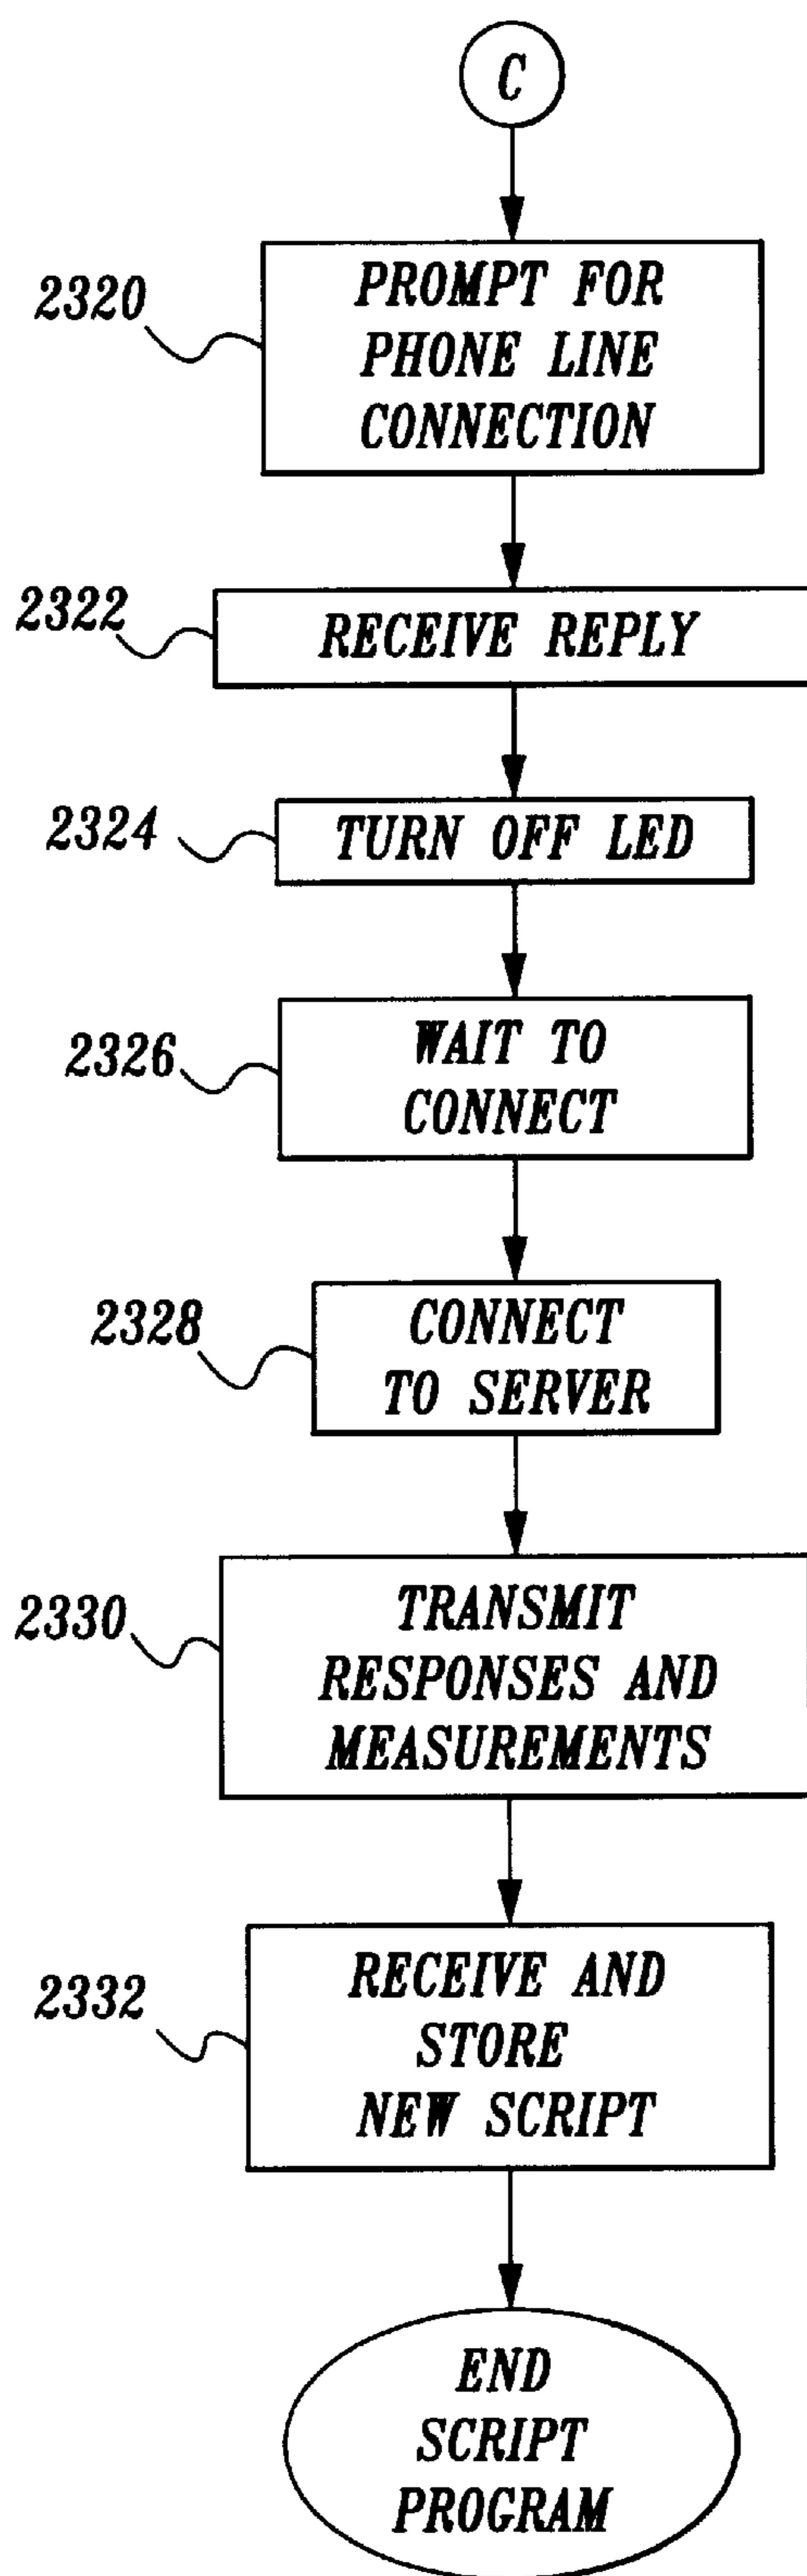 C
2320
PROMPT FOR
PHONE LINE
CONNECTION
2322
RECEIVE REPLY
2324
TURN OFF LED
2326
WAIT TO
CONNECT
2328
CONNECT
TO SERVER
2330
TRANSMIT
RESPONSES AND
MEASUREMENTS
2332
RECEIVE AND
STORE
NEW SCRIPT
END
SCRIPT
PROGRAM